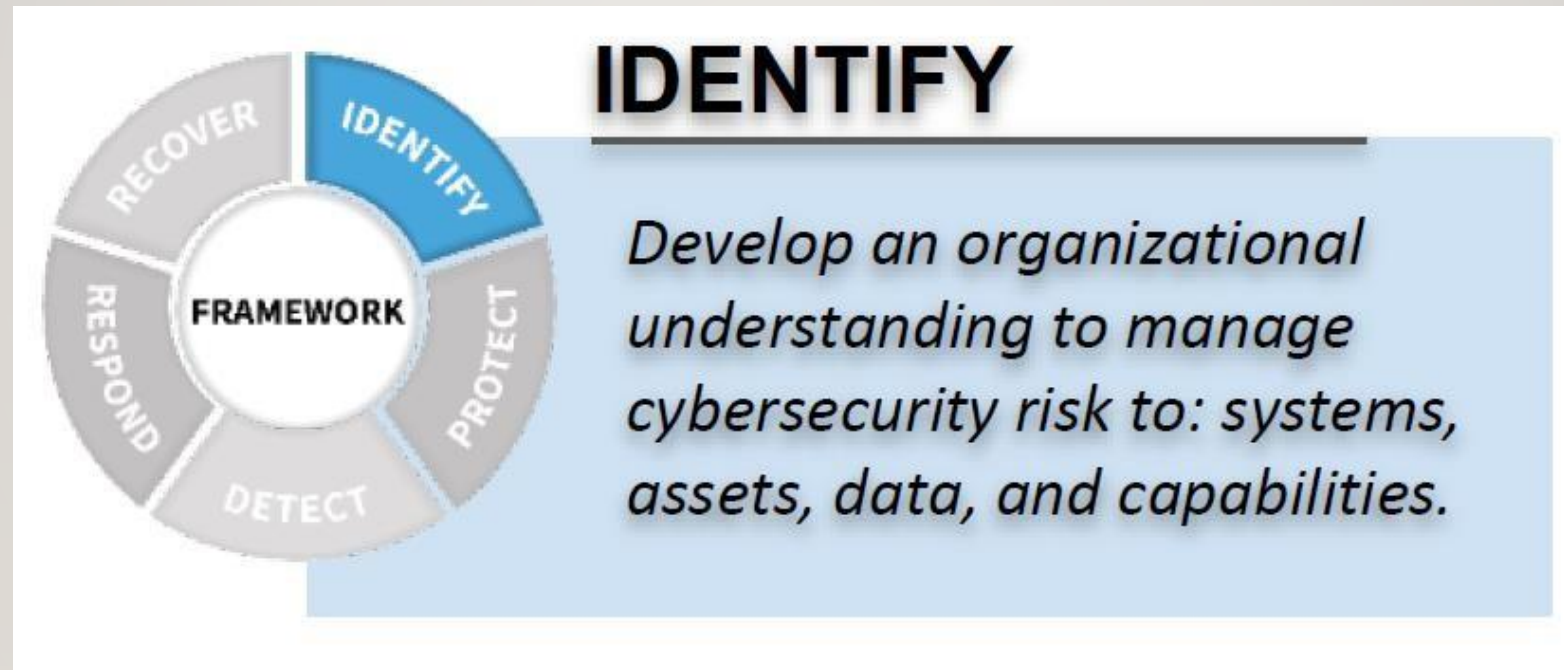 IDENTIFY
Develop an organizational
understanding to manage
cybersecurity risk to: systems,
assets, data, and capabilities.
FRAMEWORK
IDENTIFY
PROTECT
DETECT
RESPOND
RECOVER